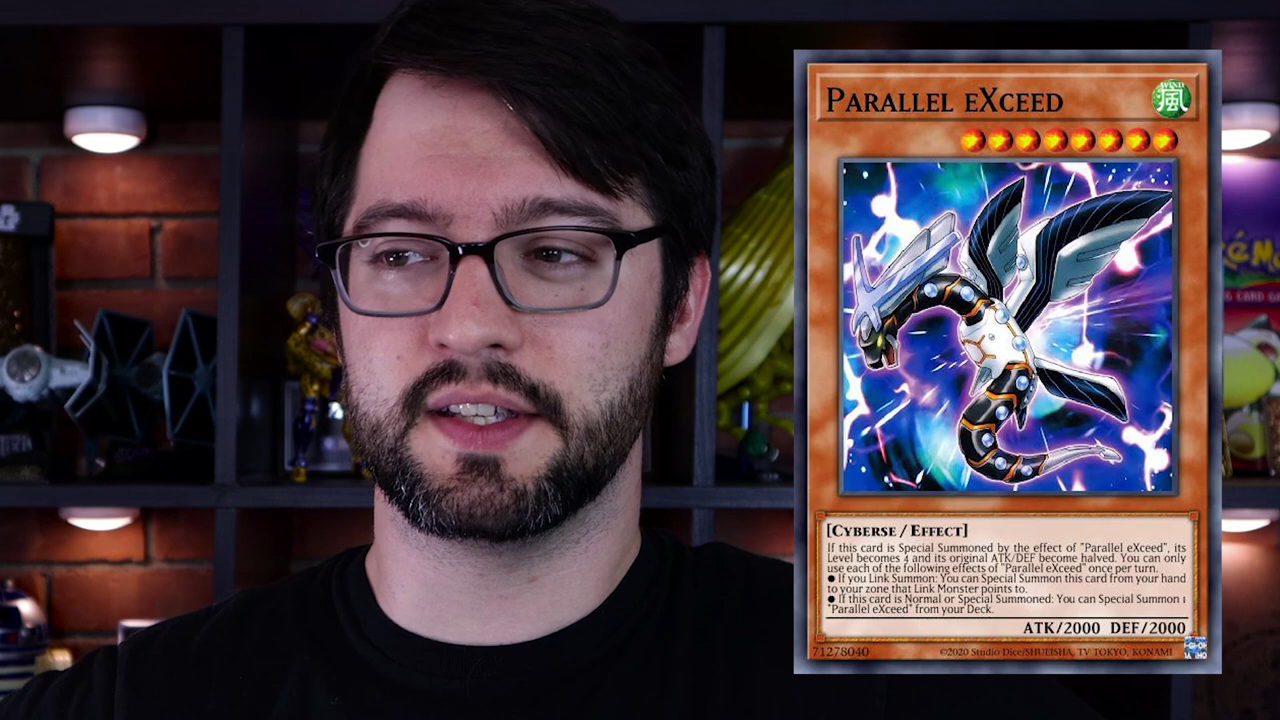 PARALLEL EXCEED
WIND
風
[CYBERSE / EFFECT]
If this card is Special Summoned by the effect of "Parallel eXceed", its
Level becomes 4 and its original ATK/DEF become halved. You can only
use each of the following effects of "Parallel eXceed" once per turn.
● If you Link Summon: You can Special Summon this card from your hand
to your zone that Link Monster points to.
● If this card is Normal or Special Summoned: You can Special Summon 1
"Parallel eXceed" from your Deck.
ATK/2000 DEF/2000
71278040
©2020 Studio Dice/SHUEISHA, TV TOKYO, KONAMI